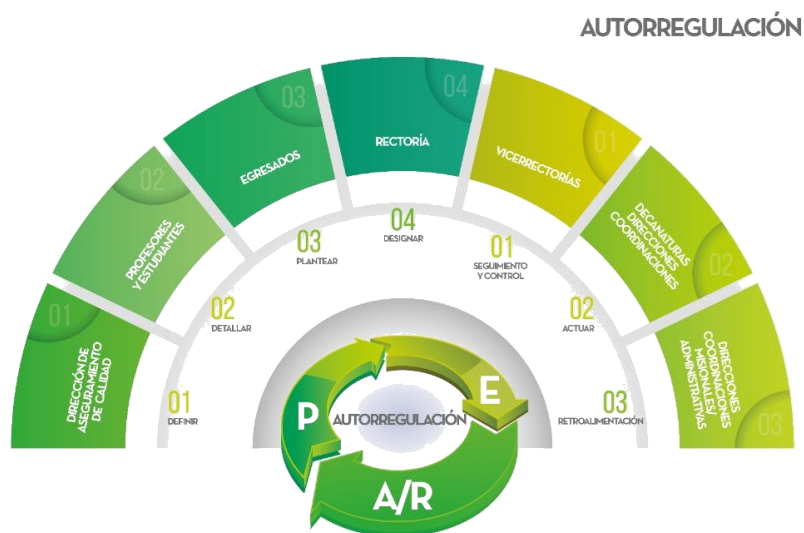 AUTORREGULACIÓN
01
DIRECCIÓN DE
ASEGURAMIENTO
DE CALIDAD
02
PROFESORES
Y ESTUDIANTES
03
EGRESADOS
04
RECTORÍA
01
VICERRECTORÍAS
02
DECANATURAS
DIRECCIONES
COORDINACIONES
03
DIRECCIONES
COORDINACIONES
MISIONALES/
ADMINISTRATIVAS
01
DEFINIR
02
DETALLAR
03
PLANTEAR
04
DESIGNAR
01
SEGUIMIENTO
Y CONTROL
02
ACTUAR
03
RETROALIMENTACIÓN
P
E
AUTORREGULACIÓN
A/R